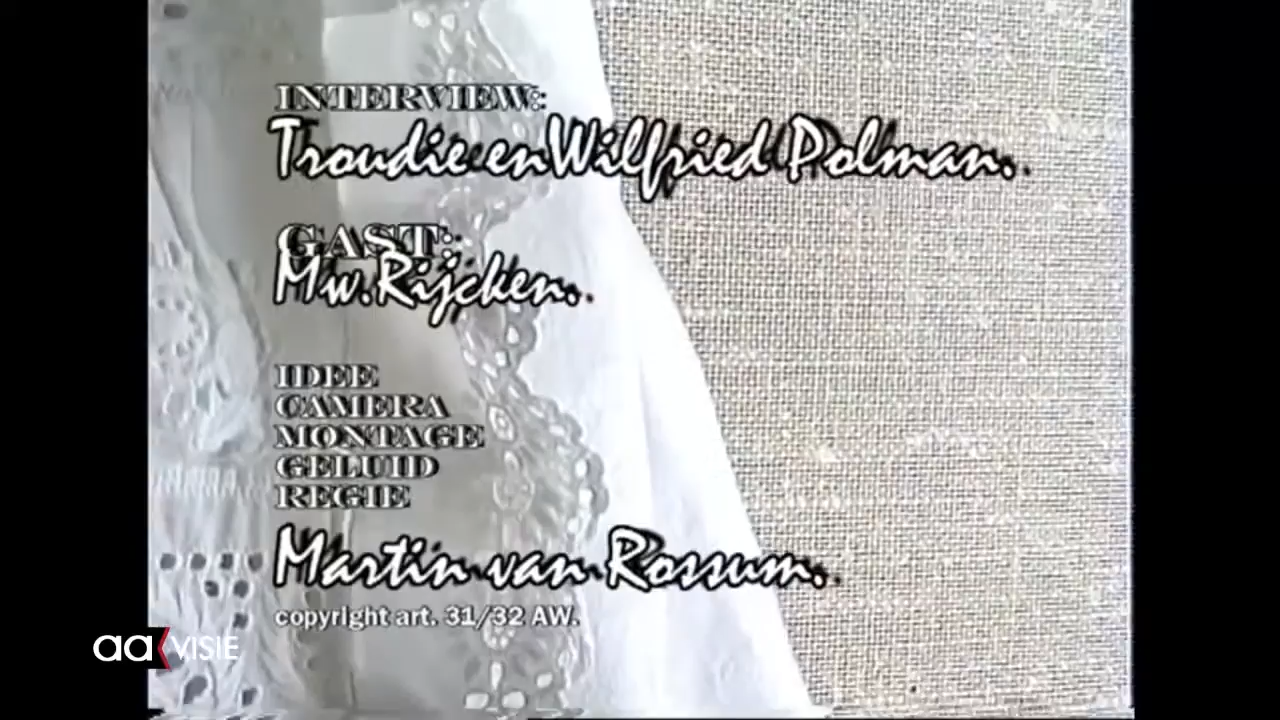 INTERVIEW:
Troudie en Wilfried Polman.
GAST:
Mw. Rijcken.
IDEE
CAMERA
MONTAGE
GELUID
REGIE
Martin van Rossum.
copyright art. 31/32 AW.
aa VISIE